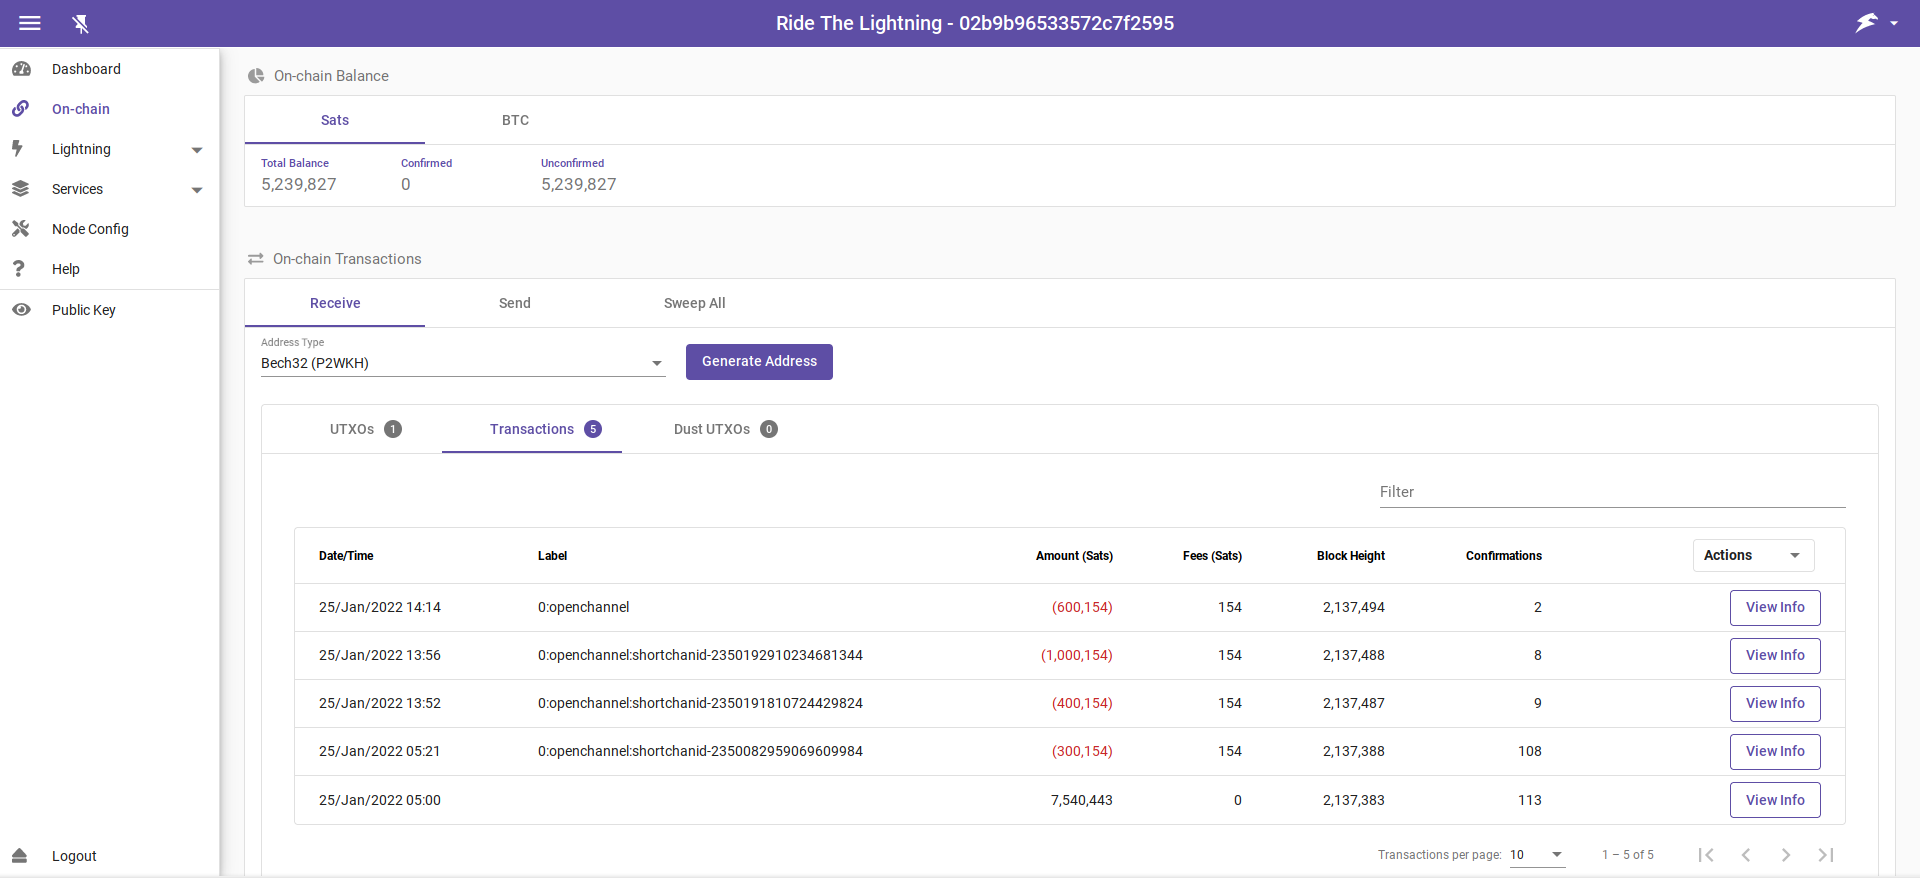 Ride The Lightning - 02b9b96533572c7f2595
Dashboard
On-chain
Lightning
Services
Node Config
Help
Public Key
Logout
On-chain Balance
Sats BTC
Total Balance Confirmed Unconfirmed
5,239,827 0 5,239,827
On-chain Transactions
Receive Send Sweep All
Address Type
Bech32 (P2WKH) Generate Address
UTXOs 1 Transactions 5 Dust UTXOs 0
Filter
Date/Time Label Amount (Sats) Fees (Sats) Block Height Confirmations Actions
25/Jan/2022 14:14 0:openchannel (600,154) 154 2,137,494 2 View Info
25/Jan/2022 13:56 0:openchannel:shortchanid-2350192910234681344 (1,000,154) 154 2,137,488 8 View Info
25/Jan/2022 13:52 0:openchannel:shortchanid-2350191810724429824 (400,154) 154 2,137,487 9 View Info
25/Jan/2022 05:21 0:openchannel:shortchanid-2350082959069609984 (300,154) 154 2,137,388 108 View Info
25/Jan/2022 05:00 7,540,443 0 2,137,383 113 View Info
Transactions per page: 10 1 – 5 of 5